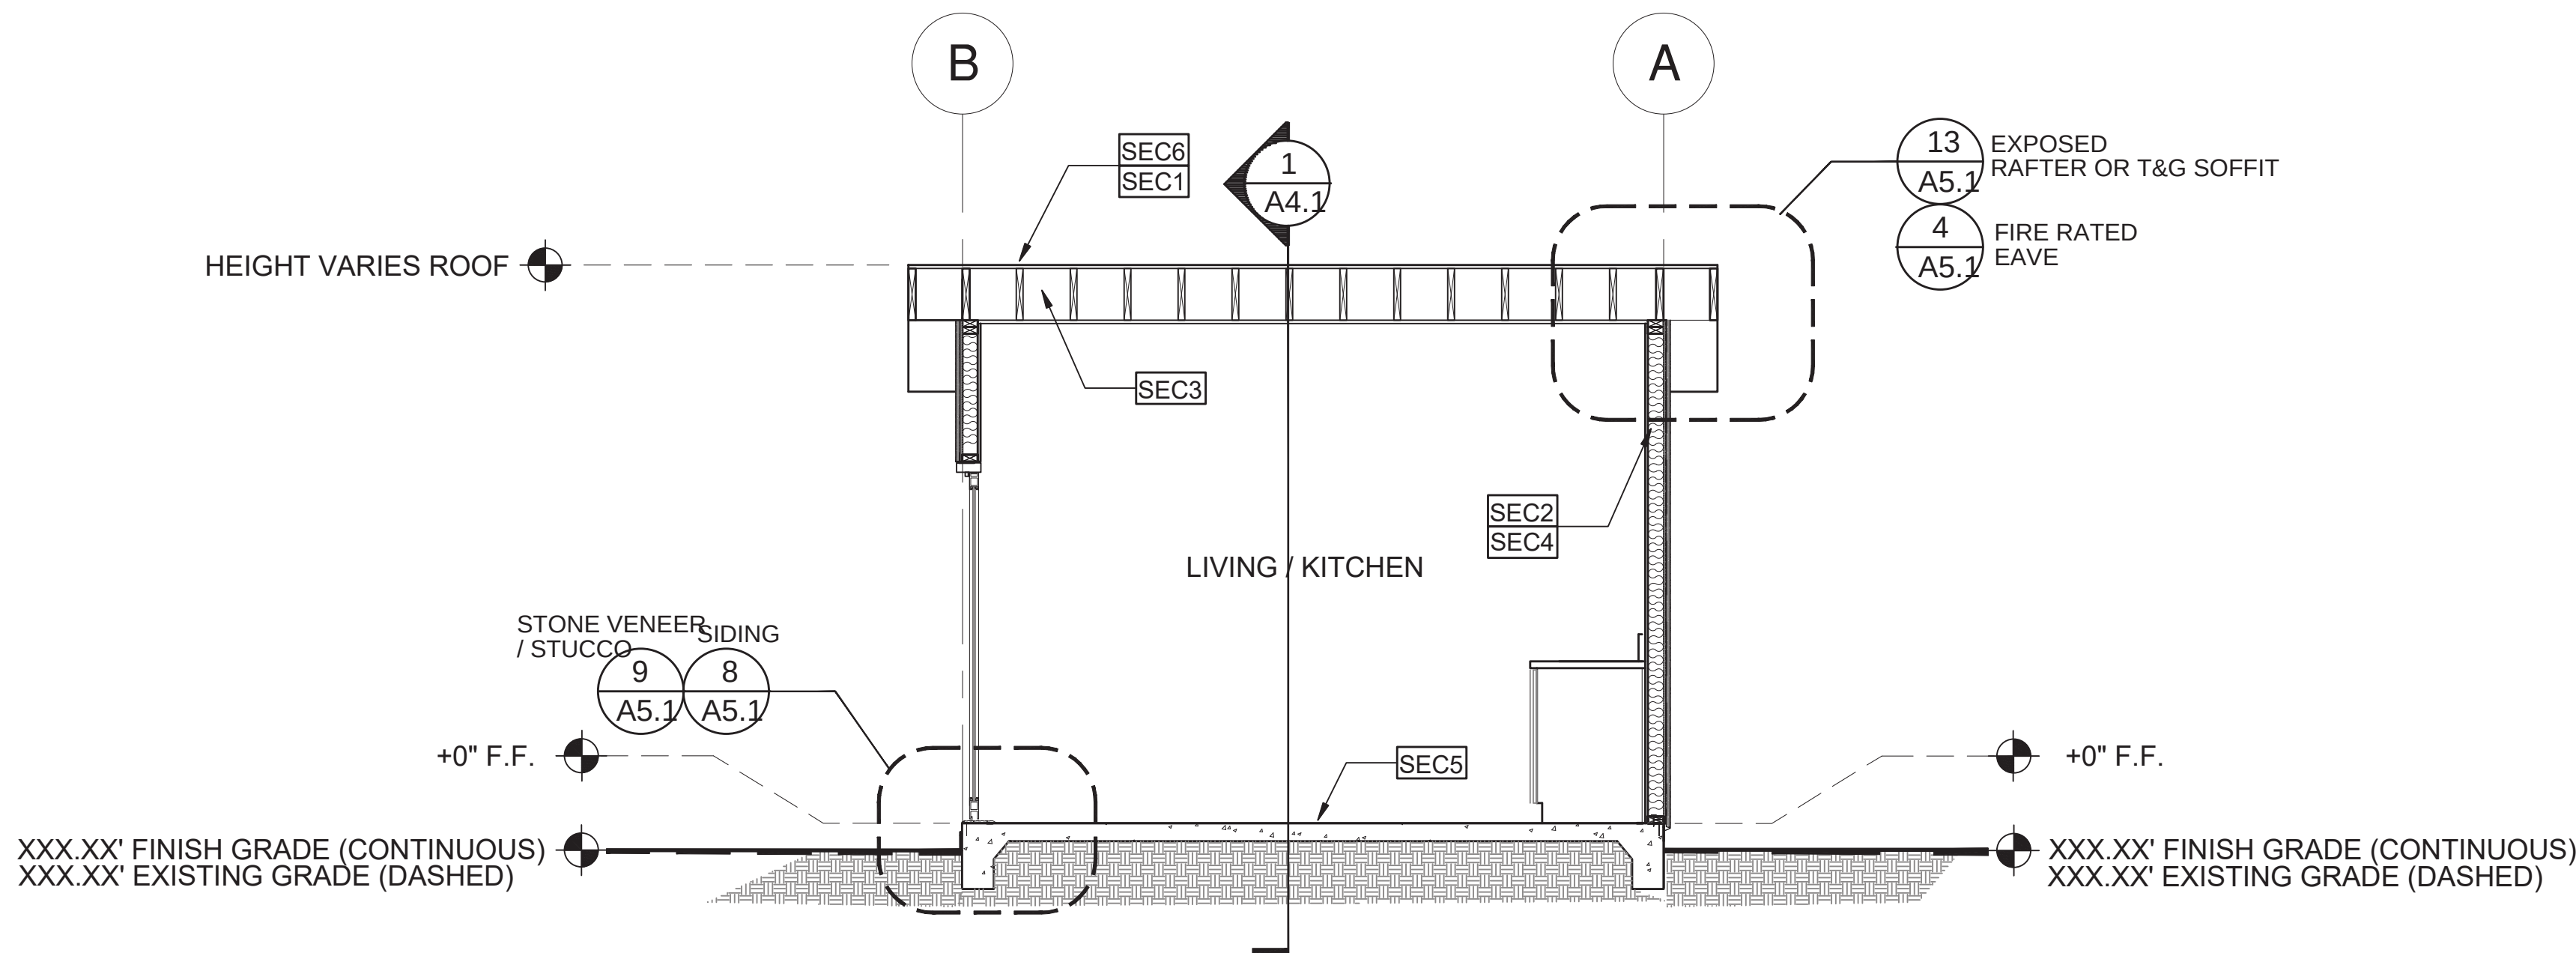 B
A
SEC6
SEC1
1
A4.1
13
A5.1
EXPOSED
RAFTER OR T&G SOFFIT
4
A5.1
FIRE RATED
EAVE
HEIGHT VARIES ROOF
SEC3
SEC2
SEC4
LIVING / KITCHEN
STONE VENEER
/ STUCCO
SIDING
9
A5.1
8
A5.1
+0" F.F.
SEC5
+0" F.F.
XXX.XX' FINISH GRADE (CONTINUOUS)
XXX.XX' EXISTING GRADE (DASHED)
XXX.XX' FINISH GRADE (CONTINUOUS)
XXX.XX' EXISTING GRADE (DASHED)